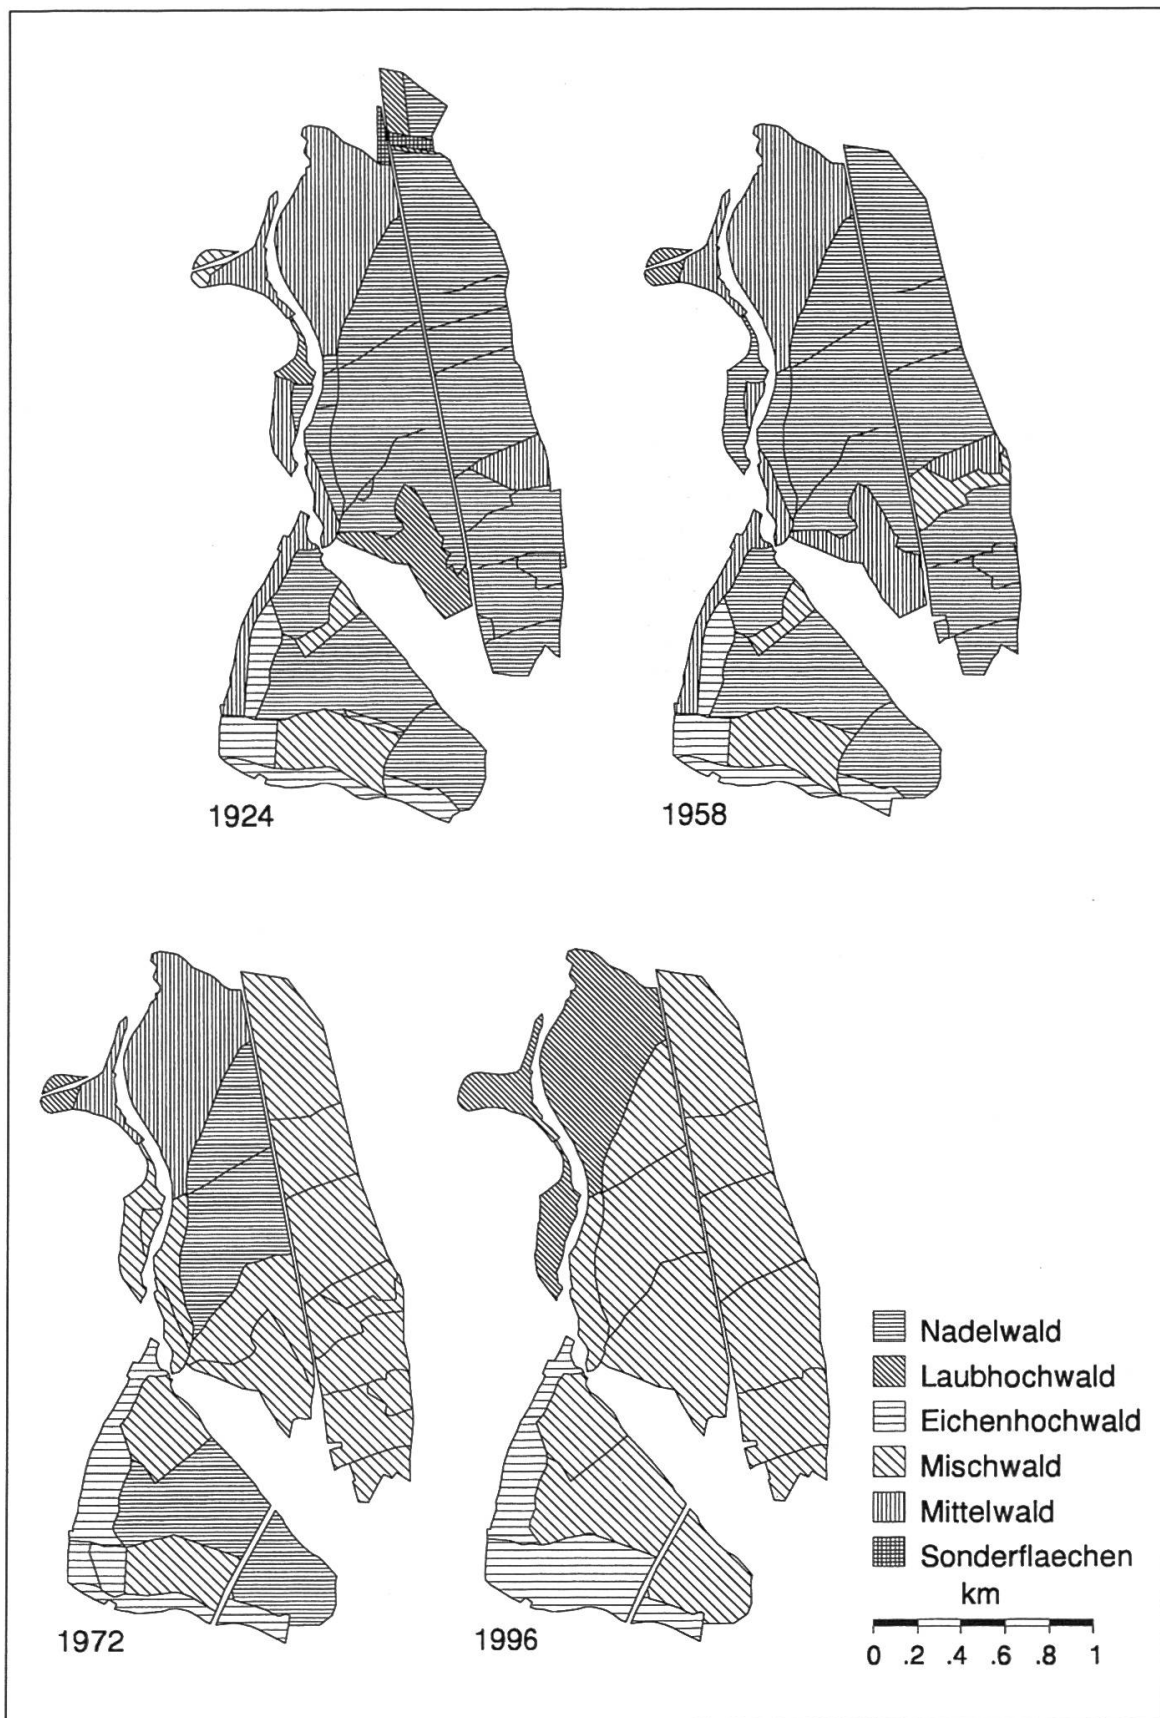 1924
1958
1972
1996
Nadelwald
Laubhochwald
Eichenhochwald
Mischwald
Mittelwald
Sonderflaechen
km
0 .2 .4 .6 .8 1